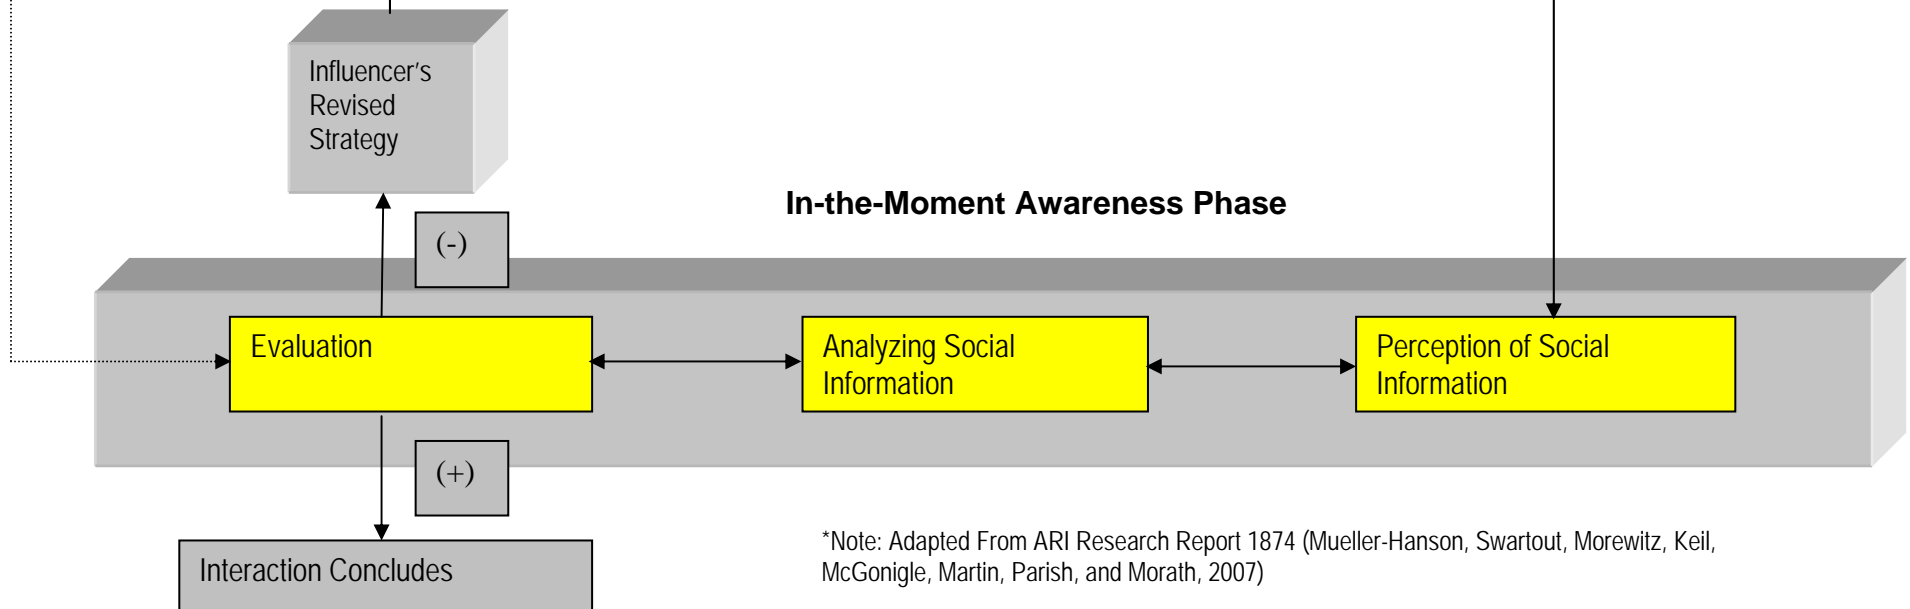 Influencer's
Revised
Strategy
In-the-Moment Awareness Phase
(-)
Evaluation
Analyzing Social
Information
Perception of Social
Information
(+)
*Note: Adapted From ARI Research Report 1874 (Mueller-Hanson, Swartout, Morewitz, Keil,
McGonigle, Martin, Parish, and Morath, 2007)
Interaction Concludes